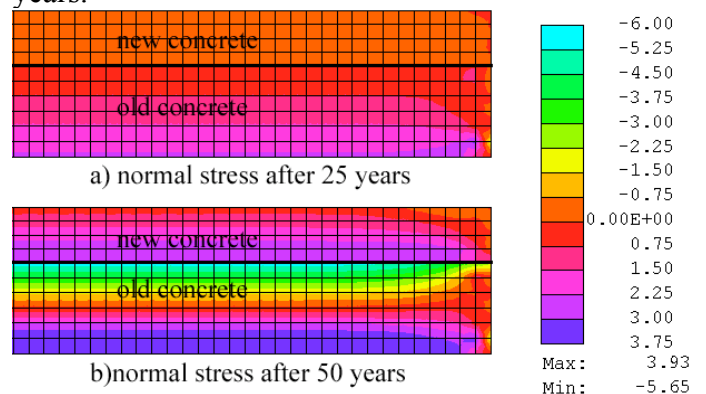 years.
new concrete
old concrete
a) normal stress after 25 years
new concrete
old concrete
b)normal stress after 50 years
-6.00
-5.25
-4.50
-3.75
-3.00
-2.25
-1.50
-0.75
0.00E+00
0.75
1.50
2.25
3.00
3.75
Max: 3.93
Min: -5.65